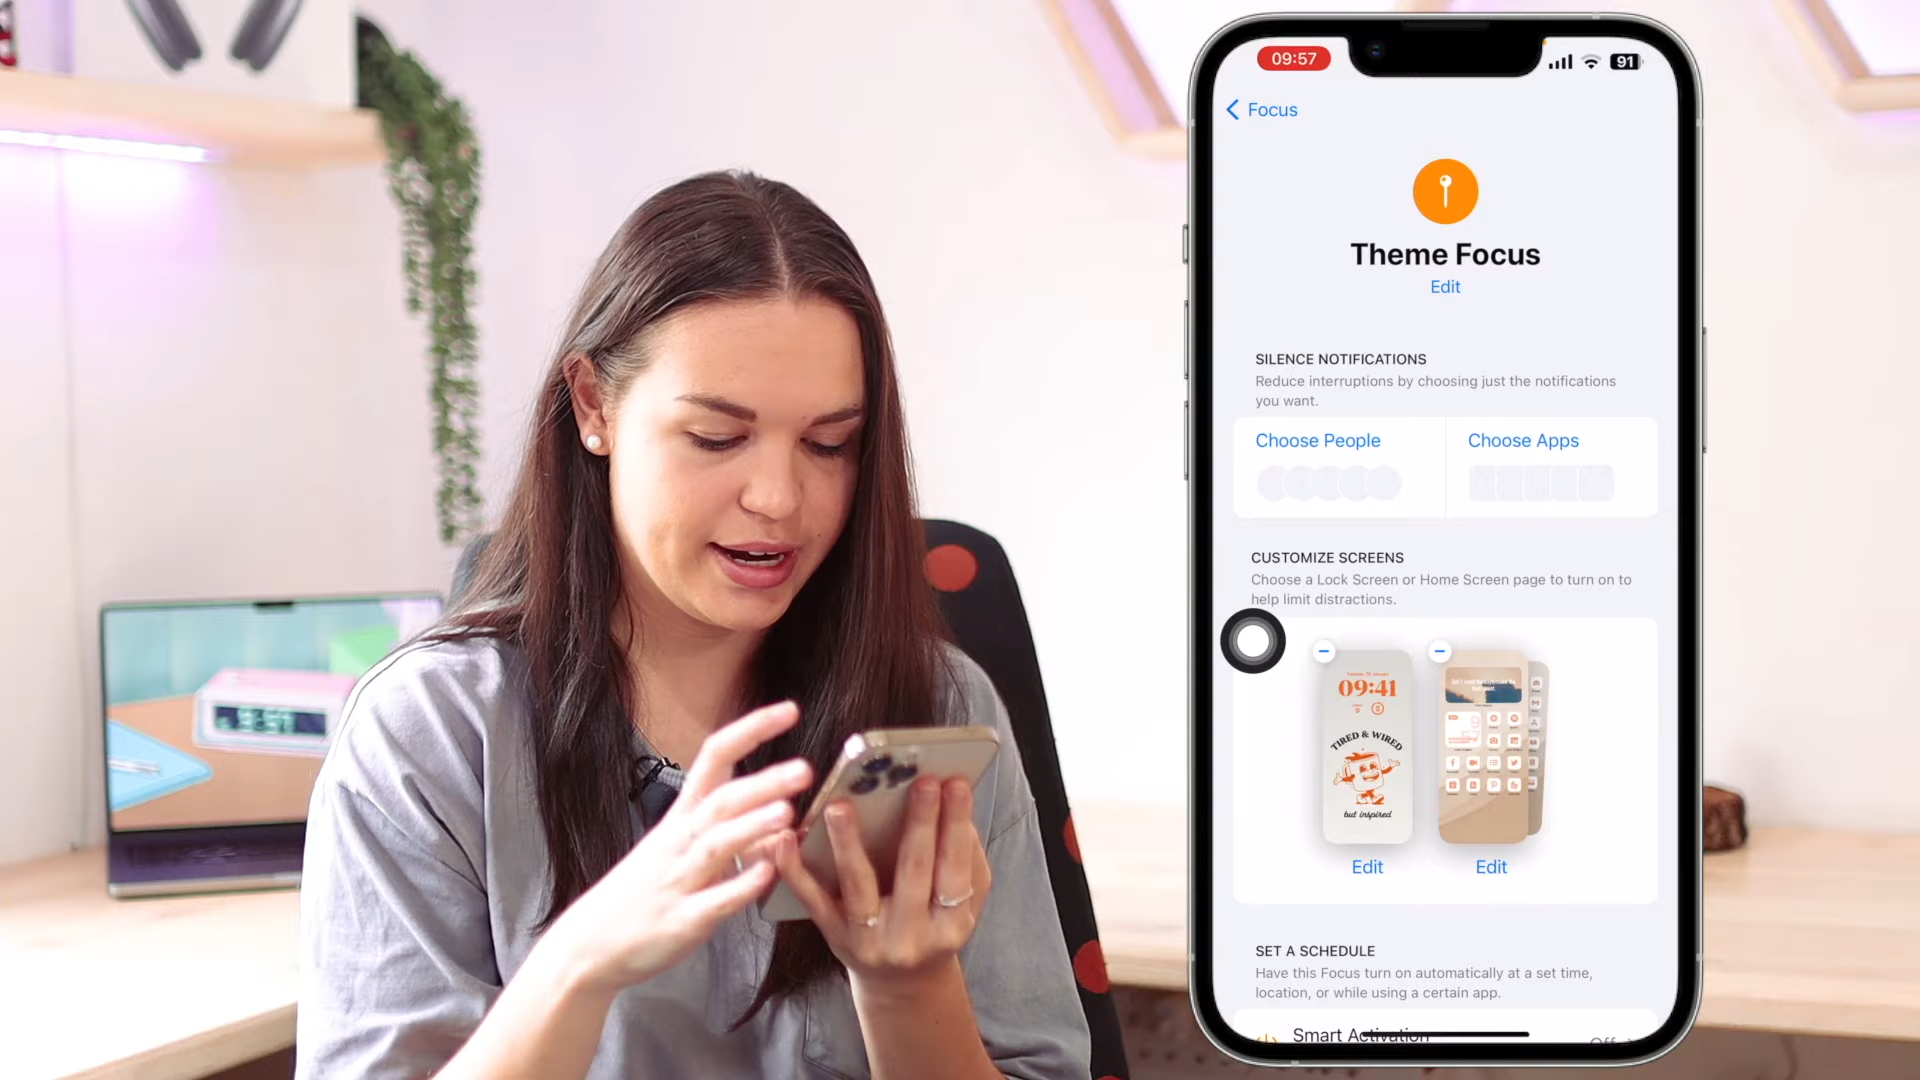 09:57
91
Focus
Theme Focus
Edit
SILENCE NOTIFICATIONS
Reduce interruptions by choosing just the notifications
you want.
Choose People
Choose Apps
CUSTOMIZE SCREENS
Choose a Lock Screen or Home Screen page to turn on to
help limit distractions.
09:41
TIRED & WIRED
but inspired
Edit
Edit
SET A SCHEDULE
Have this Focus turn on automatically at a set time,
location, or while using a certain app.
Smart Activation
Off